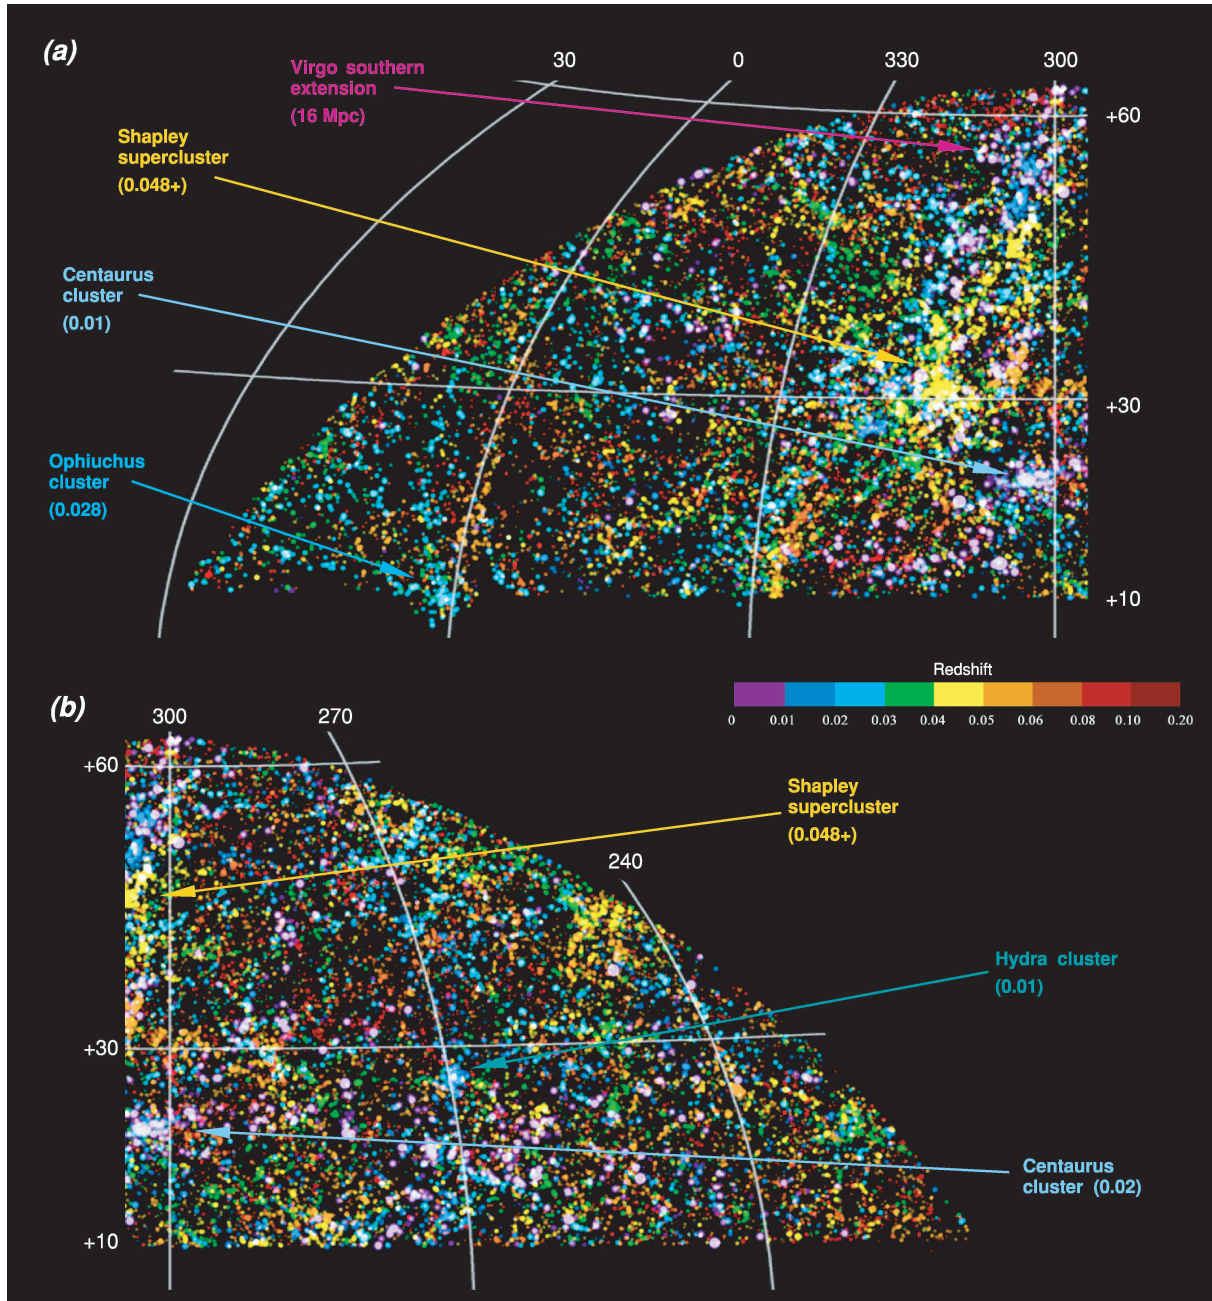 (a)
30
0
330
300
Virgo southern
extension
(16 Mpc)
+60
Shapley
supercluster
(0.048+)
Centaurus
cluster
(0.01)
+30
Ophiuchus
cluster
(0.028)
+10
Redshift
0 0.01 0.02 0.03 0.04 0.05 0.06 0.08 0.10 0.20
(b)
300
270
+60
Shapley
supercluster
(0.048+)
240
Hydra cluster
(0.01)
+30
Centaurus
cluster (0.02)
+10